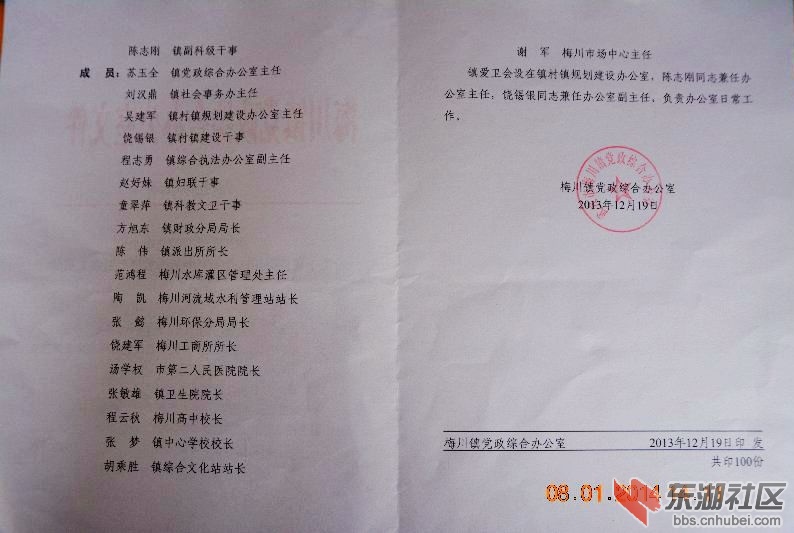 陈志刚 镇副科级干事
成 员：苏玉全 镇党政综合办公室主任
刘汉鼎 镇社会事务办主任
吴建军 镇村镇规划建设办公室主任
饶锡银 镇村镇建设干事
程志勇 镇综合执法办公室副主任
赵好妹 镇妇联干事
童翠萍 镇科教文卫干事
方旭东 镇财政分局局长
陈 伟 镇派出所所长
范鸿程 梅川水库灌区管理处主任
陶 凯 梅川河流域水利管理站站长
张 懿 梅川环保分局局长
饶建军 梅川工商所所长
汤学权 市第二人民医院院长
张敏雄 镇卫生院院长
程云秋 梅川高中校长
张 梦 镇中心学校校长
胡乘胜 镇综合文化站站长
谢 军 梅川市场中心主任
镇爱卫会设在镇村镇规划建设办公室，陈志刚同志兼任办
公室主任；饶锡银同志兼任办公室副主任，负责办公室日常工
作。
梅川镇党政综合办公室
2013年12月19日
梅川镇党政综合办公室 2013年12月19日印发
共印100份
08.01.2014
东湖社区
bbs.cnhubei.com